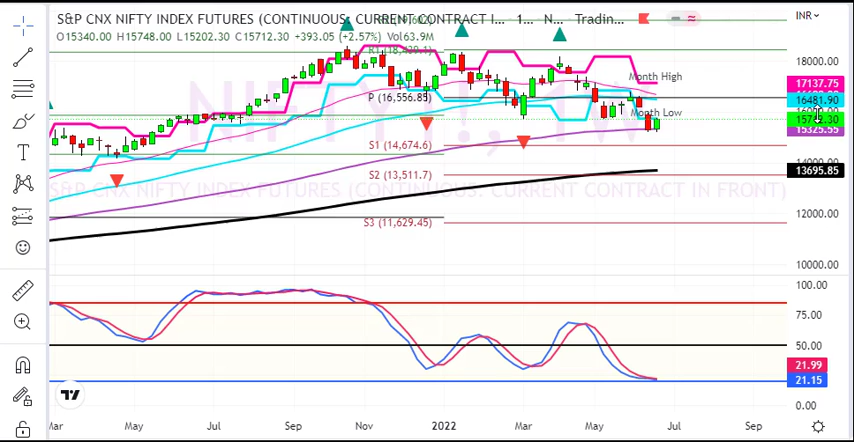 S&P CNX NIFTY INDEX FUTURES (CONTINUOUS: CURRENT CONTRACT I... 1... N... Tradin...
INR
O15340.00 H15748.00 L15202.30 C15712.30 +393.05 (+2.57%) Vol63.9M
R1 (18,439.1)
18000.00
Month High
17137.75
P (16,556.85)
16481.90
Month Low
15325.55
S1 (14,674.6)
14000.00
S2 (13,511.7)
13695.85
S&P CNX NIFTY INDEX FUTURES (CONTINUOUS: CURRENT CONTRACT IN FRONT)
S3 (11,629.45)
12000.00
10000.00
100.00
75.00
50.00
21.99
21.15
0.00
Mar May Jul Sep Nov 2022 Mar May Jul Sep